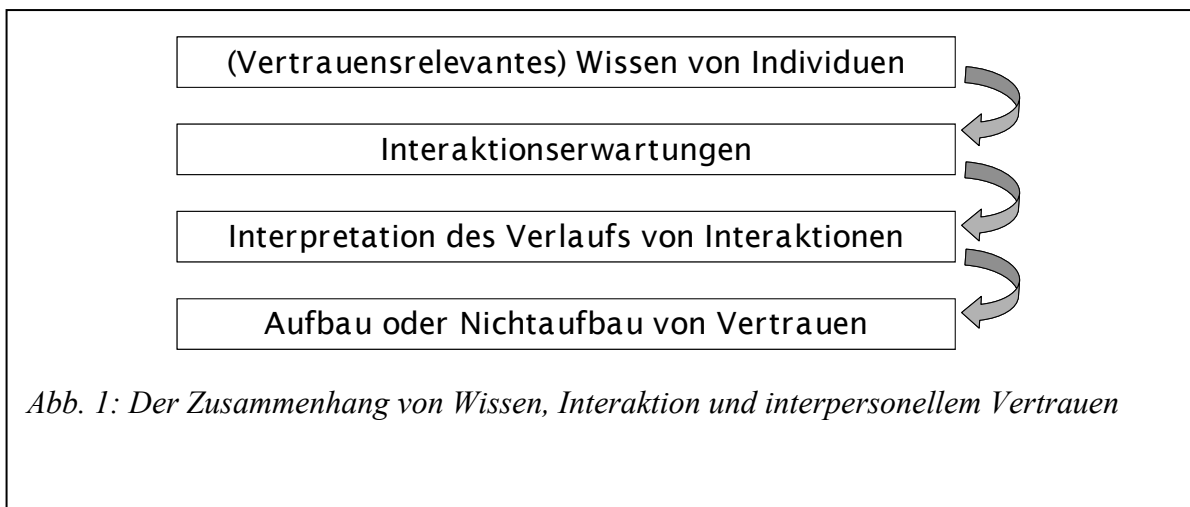 (Vertrauensrelevantes) Wissen von Individuen
Interaktionserwartungen
Interpretation des Verlaufs von Interaktionen
Aufbau oder Nichtaufbau von Vertrauen
Abb. 1: Der Zusammenhang von Wissen, Interaktion und interpersonellem Vertrauen